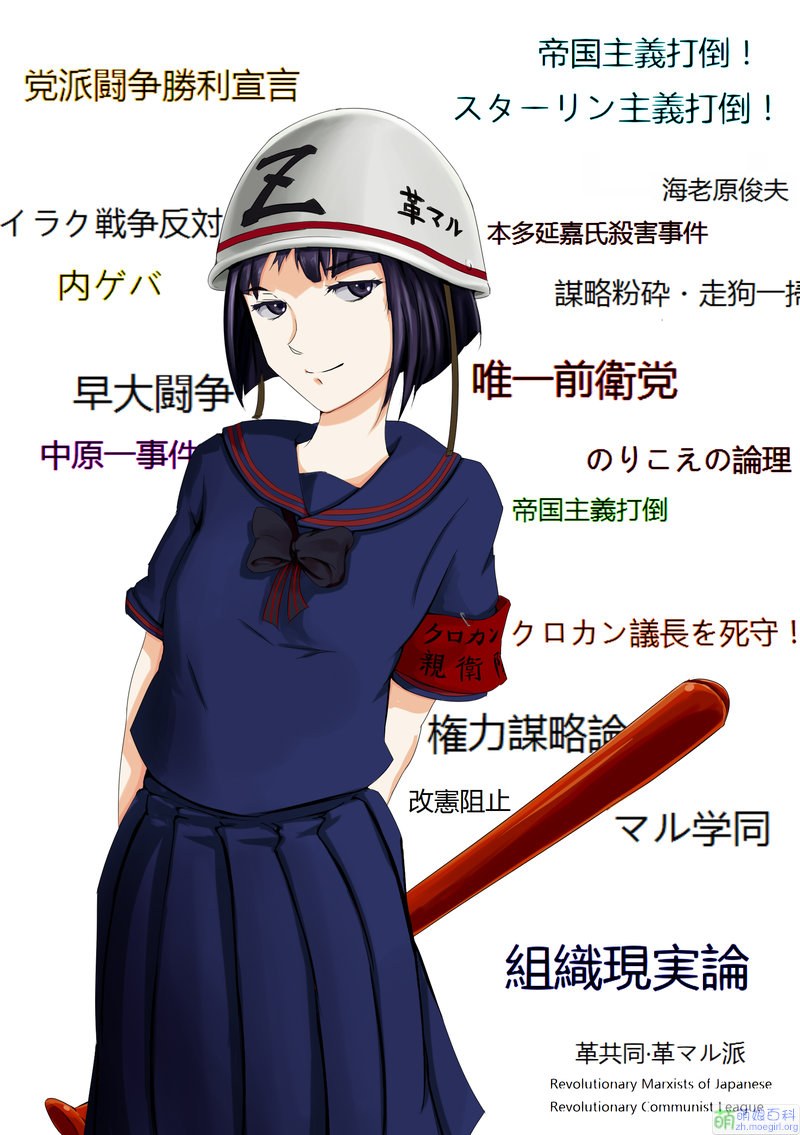 帝国主義打倒！
党派闘争勝利宣言
スターリン主義打倒！
Z
革マル
海老原俊夫
イラク戦争反対
本多延嘉氏殺害事件
内ゲバ
謀略粉砕・走狗一掃
早大闘争
唯一前衛党
中原一事件
のりこえの論理
帝国主義打倒
クロカン
親衛
クロカン議長を死守！
権力謀略論
改憲阻止
マル学同
組織現実論
革共同·革マル派
Revolutionary Marxists of Japanese
Revolutionary Communist League
萌 萌娘百科
zh.moegirl.org